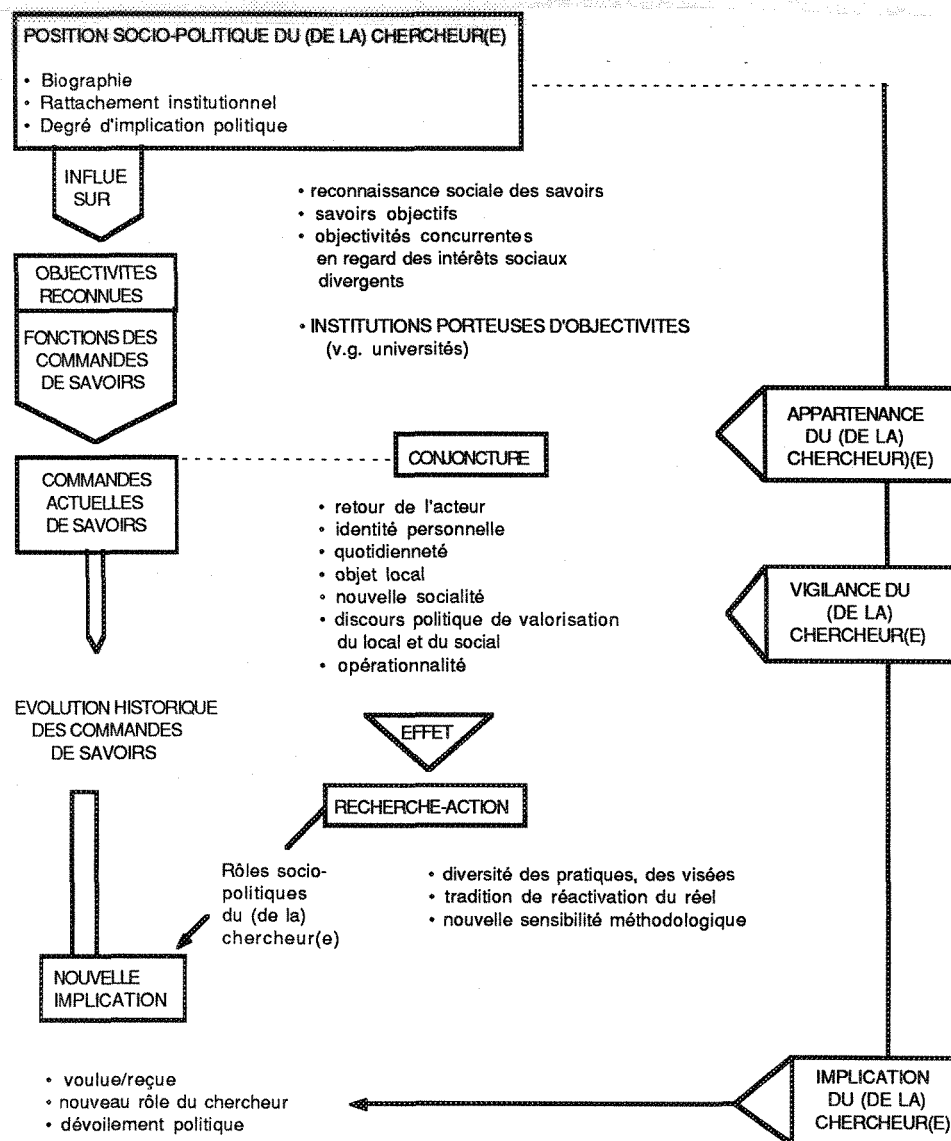 POSITION SOCIO-POLITIQUE DU (DE LA) CHERCHEUR(E)
• Biographie
• Rattachement institutionnel
• Degré d'implication politique
INFLUE
SUR
• reconnaissance sociale des savoirs
• savoirs objectifs
• objectivités concurrentes
en regard des intérêts sociaux
divergents
OBJECTIVITES
RECONNUES
FONCTIONS DES
COMMANDES
DE SAVOIRS
• INSTITUTIONS PORTEUSES D'OBJECTIVITES
(v.g. universités)
APPARTENANCE
DU (DE LA)
CHERCHEUR)(E)
COMMANDES
ACTUELLES
DE SAVOIRS
CONJONCTURE
• retour de l'acteur
• identité personnelle
• quotidienneté
• objet local
• nouvelle socialité
• discours politique de valorisation
du local et du social
• opérationnalité
VIGILANCE DU
(DE LA)
CHERCHEUR(E)
EVOLUTION HISTORIQUE
DES COMMANDES
DE SAVOIRS
EFFET
RECHERCHE-ACTION
Rôles socio-
politiques
du (de la)
chercheur(e)
• diversité des pratiques, des visées
• tradition de réactivation du réel
• nouvelle sensibilité méthodologique
NOUVELLE
IMPLICATION
• voulue/reçue
• nouveau rôle du chercheur
• dévoilement politique
IMPLICATION
DU (DE LA)
CHERCHEUR(E)